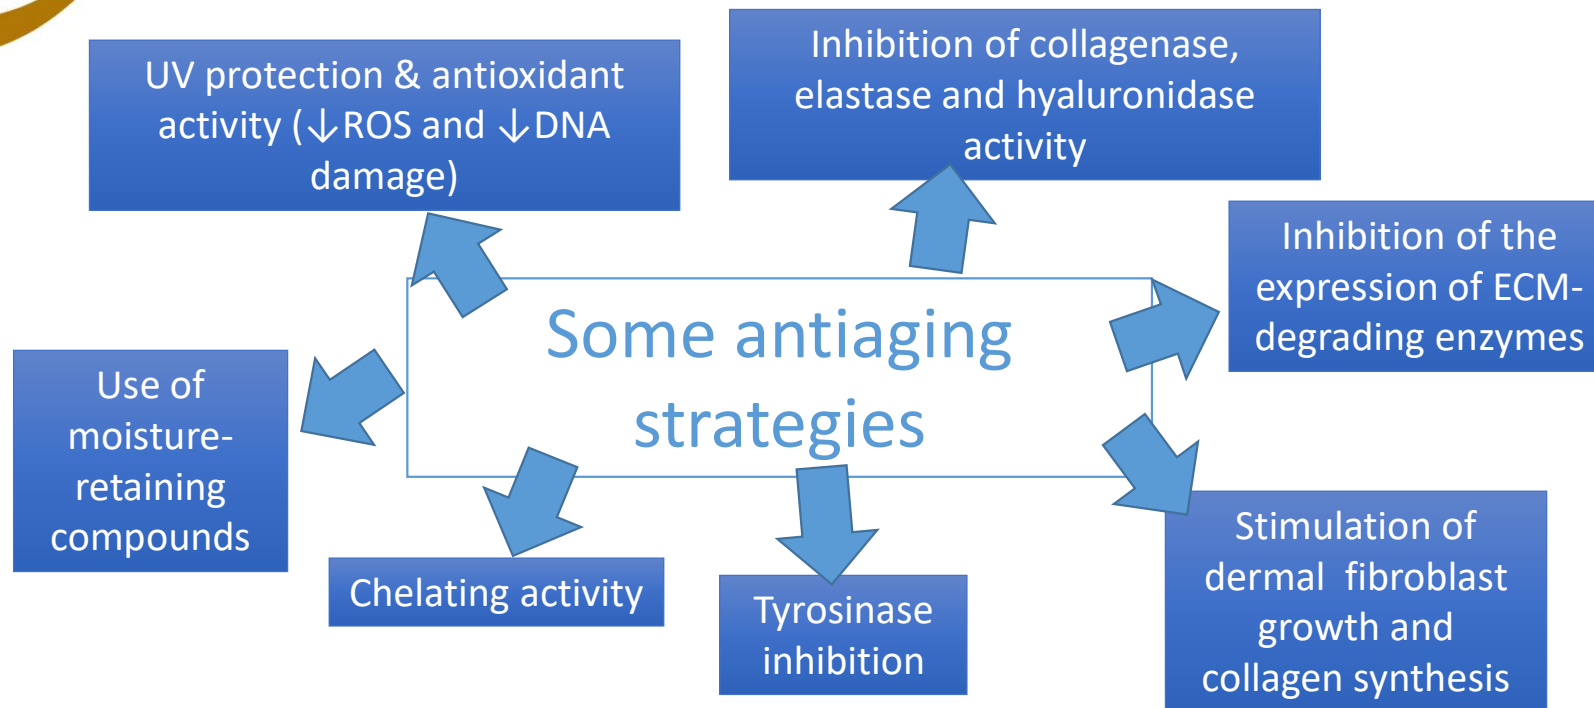 UV protection & antioxidant
activity (↓ROS and ↓DNA
damage)
Inhibition of collagenase,
elastase and hyaluronidase
activity
Inhibition of the
expression of ECM-
degrading enzymes
Some antiaging
strategies
Use of
moisture-
retaining
compounds
Chelating activity
Tyrosinase
inhibition
Stimulation of
dermal  fibroblast
growth and
collagen synthesis